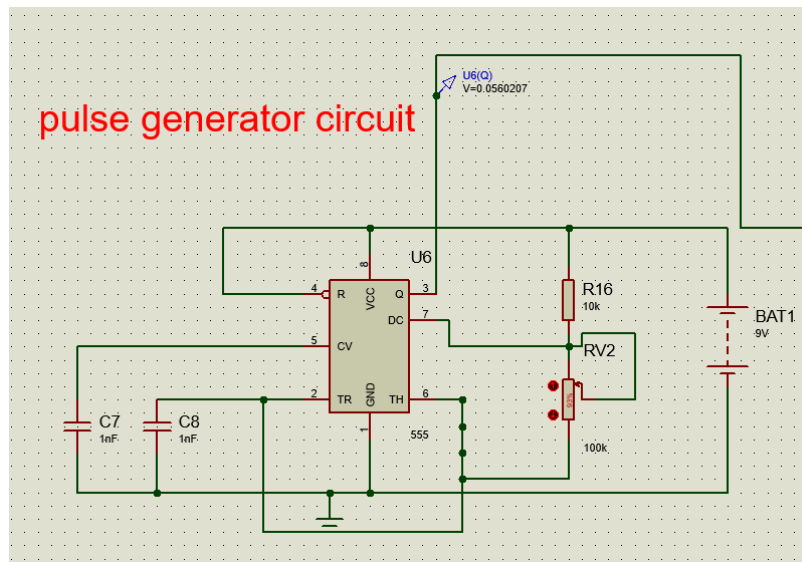 U6(Q)
V=0.0560207
pulse generator circuit
U6
8
VCC
4
R
Q
3
R16
10k
DC
7
BAT1
9V
5
CV
RV2
2
TR
GND
TH
6
93%
C7
1nF
C8
1nF
1
555
100k